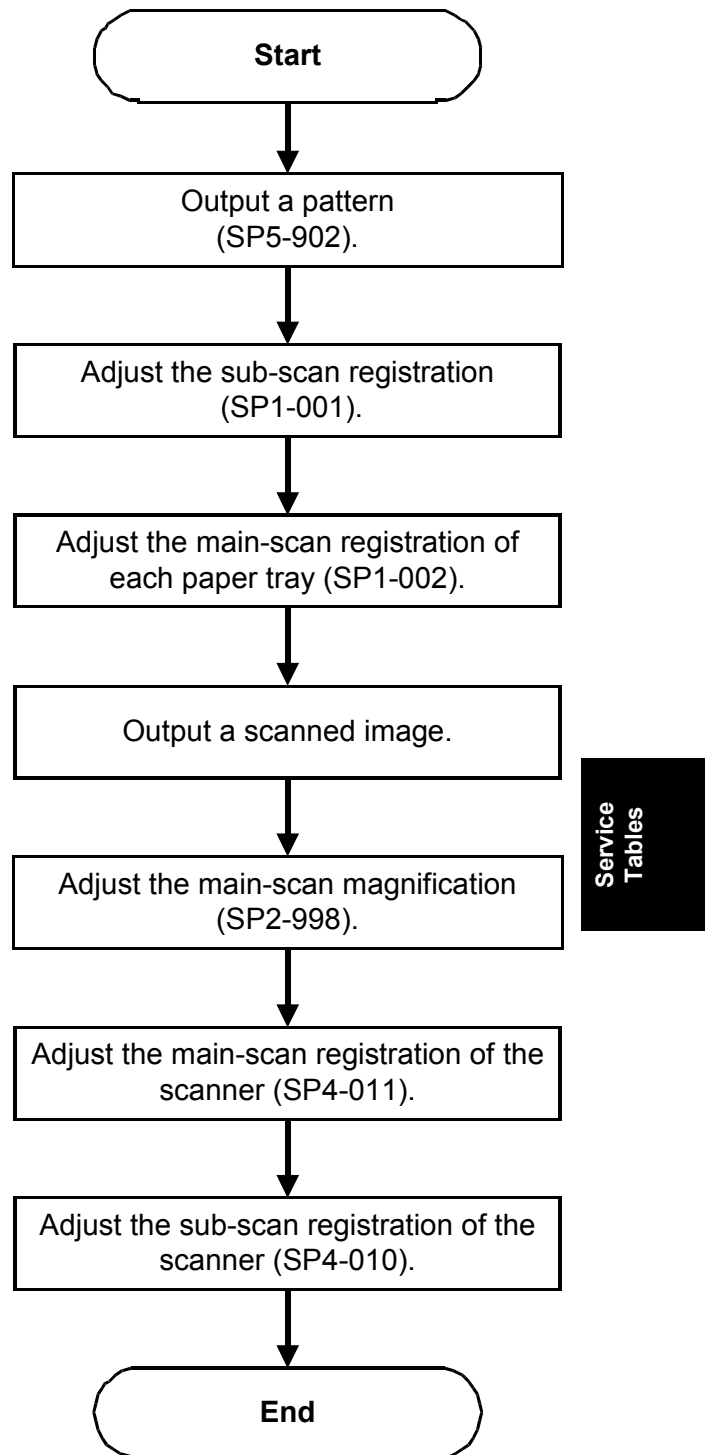 Start
Output a pattern
(SP5-902).
Adjust the sub-scan registration
(SP1-001).
Adjust the main-scan registration of
each paper tray (SP1-002).
Output a scanned image.
Adjust the main-scan magnification
(SP2-998).
Adjust the main-scan registration of the
scanner (SP4-011).
Adjust the sub-scan registration of the
scanner (SP4-010).
End
Service
Tables